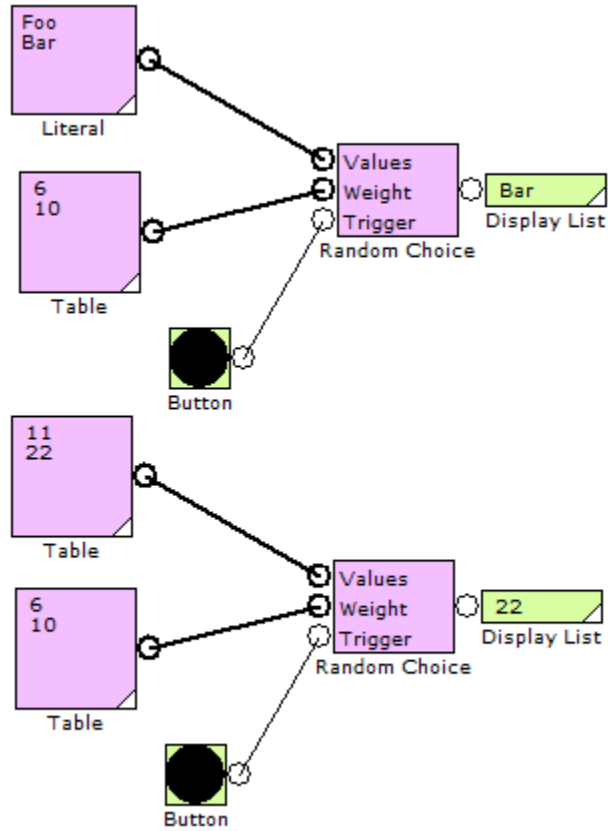 Foo
Bar
Literal
6
10
Table
Values
Weight
Trigger
Random Choice
Bar
Display List
Button
11
22
Table
6
10
Table
Values
Weight
Trigger
Random Choice
22
Display List
Button